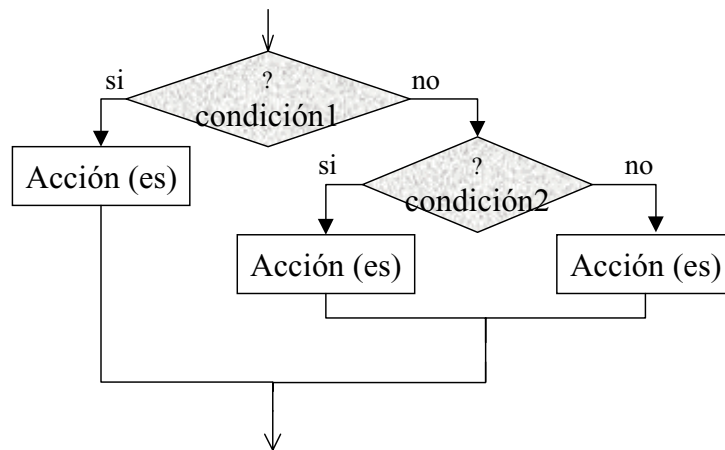 ?
si
no
condición1
Acción (es)
si
?
no
condición2
Acción (es)
Acción (es)